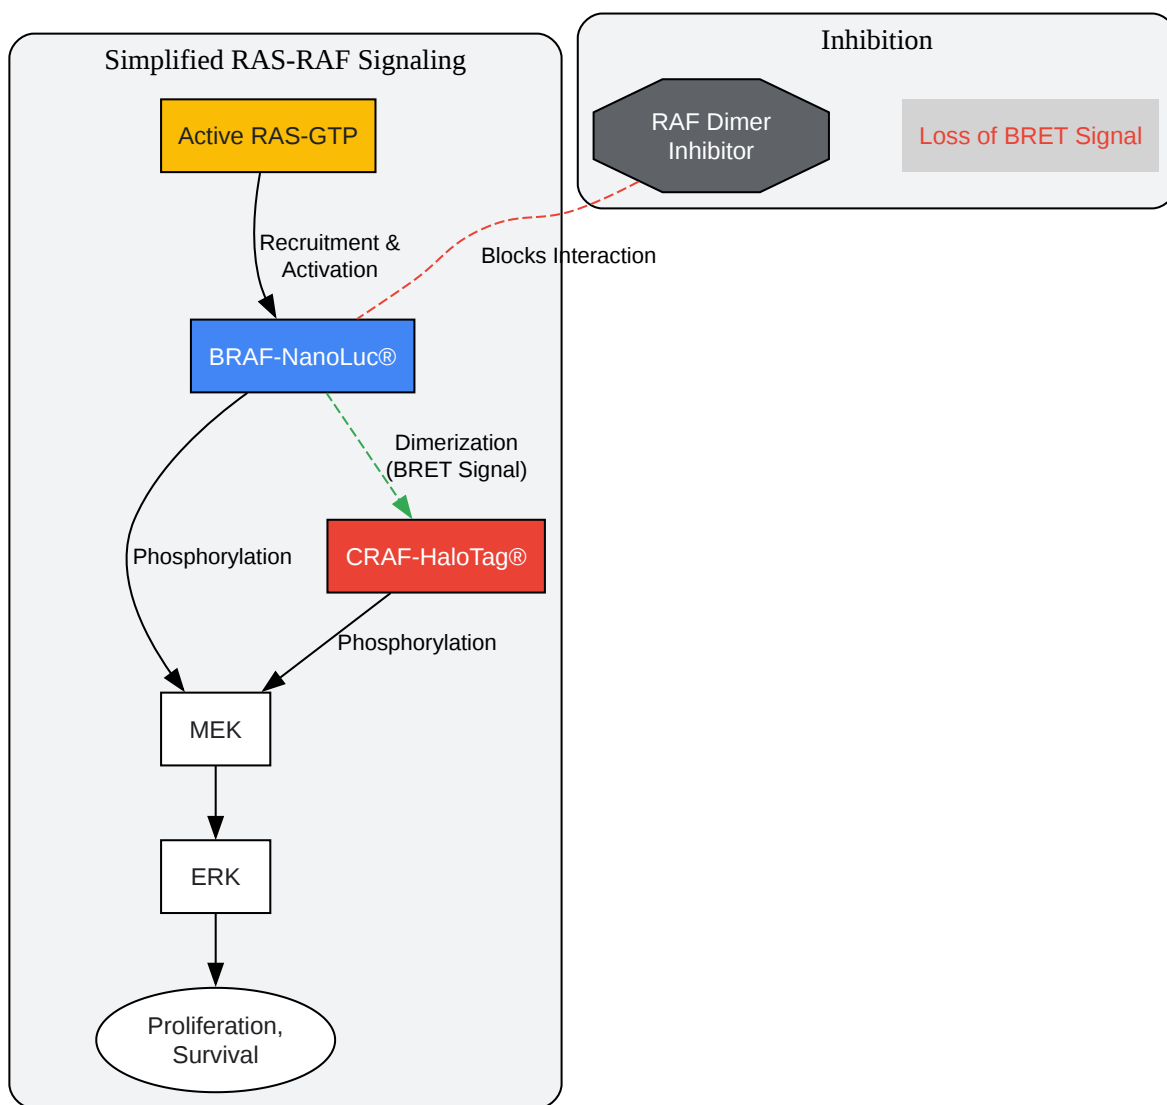 Simplified RAS-RAF Signaling
Active RAS-GTP
Recruitment &
Activation
BRAF-NanoLuc®
Dimerization
(BRET Signal)
CRAF-HaloTag®
Phosphorylation
Phosphorylation
MEK
ERK
Proliferation,
Survival
Inhibition
RAF Dimer
Inhibitor
Loss of BRET Signal
Blocks Interaction